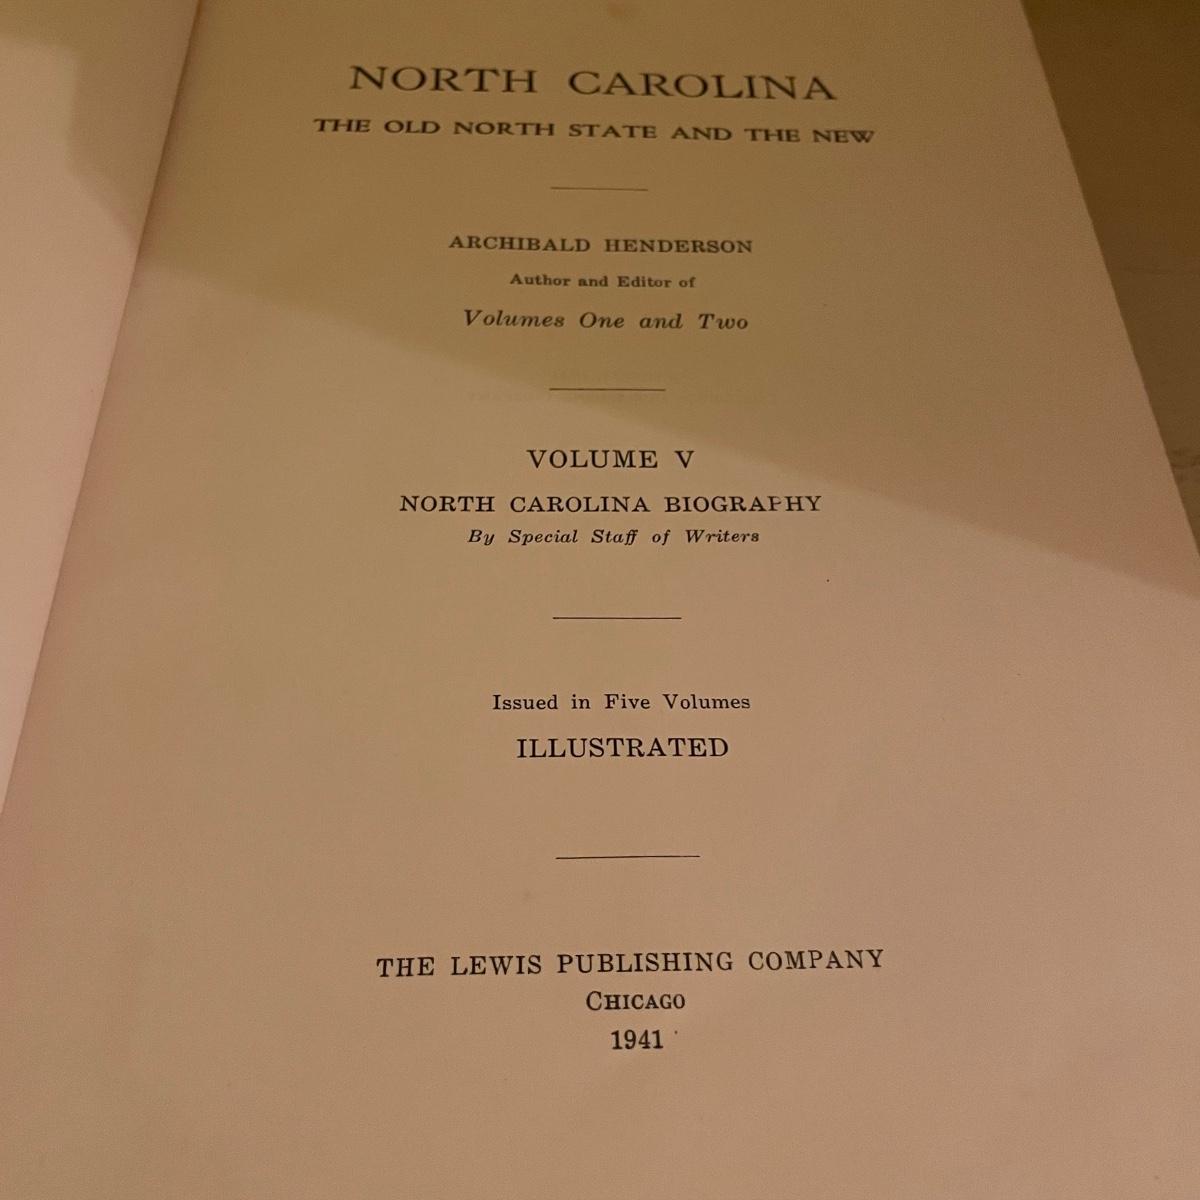 NORTH CAROLINA
THE OLD NORTH STATE AND THE NEW
ARCHIBALD HENDERSON
Author and Editor of
Volumes One and Two
VOLUME V
NORTH CAROLINA BIOGRAPHY
By Special Staff of Writers
Issued in Five Volumes
ILLUSTRATED
THE LEWIS PUBLISHING COMPANY
CHICAGO
1941